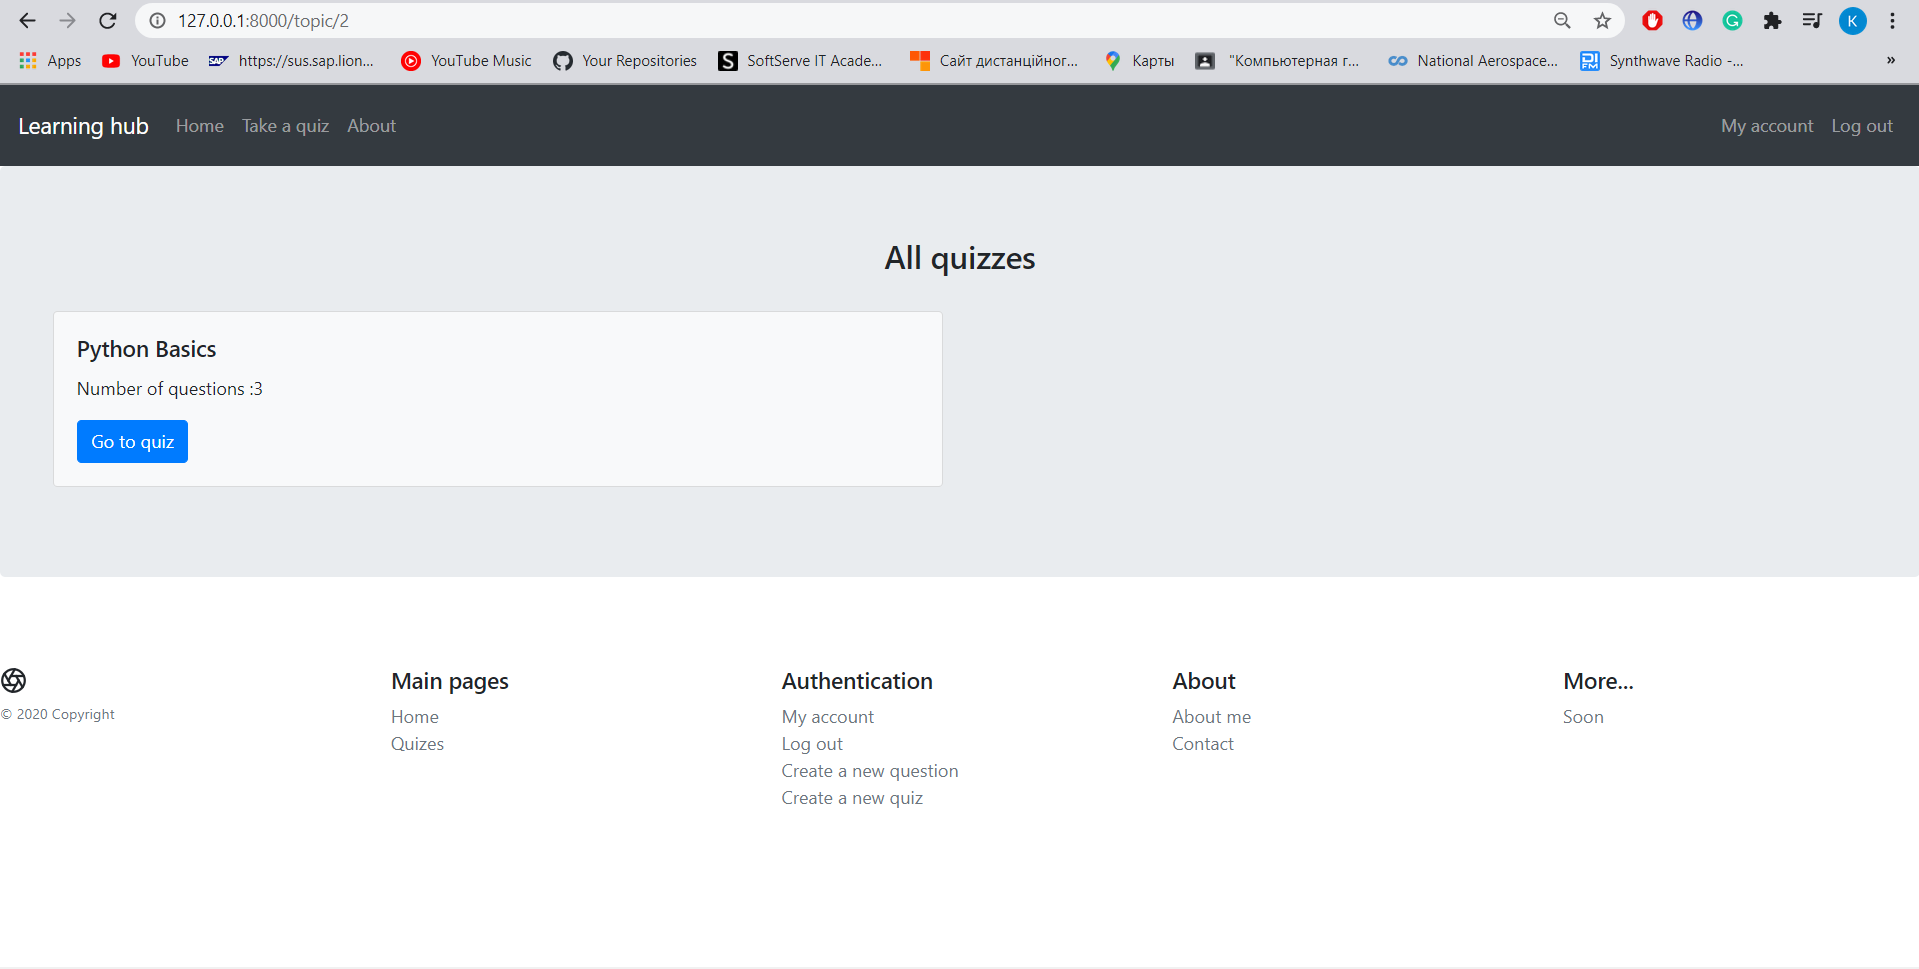 127.0.0.1:8000/topic/2
K
Apps YouTube SAP https://sus.sap.lion... YouTube Music Your Repositories S SoftServe IT Acade... Сайт дистанційног... Карты "Компьютерная г... National Aerospace... DI FM Synthwave Radio -... »
Learning hub Home Take a quiz About My account Log out
All quizzes
Python Basics
Number of questions :3
Go to quiz
Main pages Authentication About More...
© 2020 Copyright Home My account About me Soon
Quizes Log out Contact
Create a new question
Create a new quiz